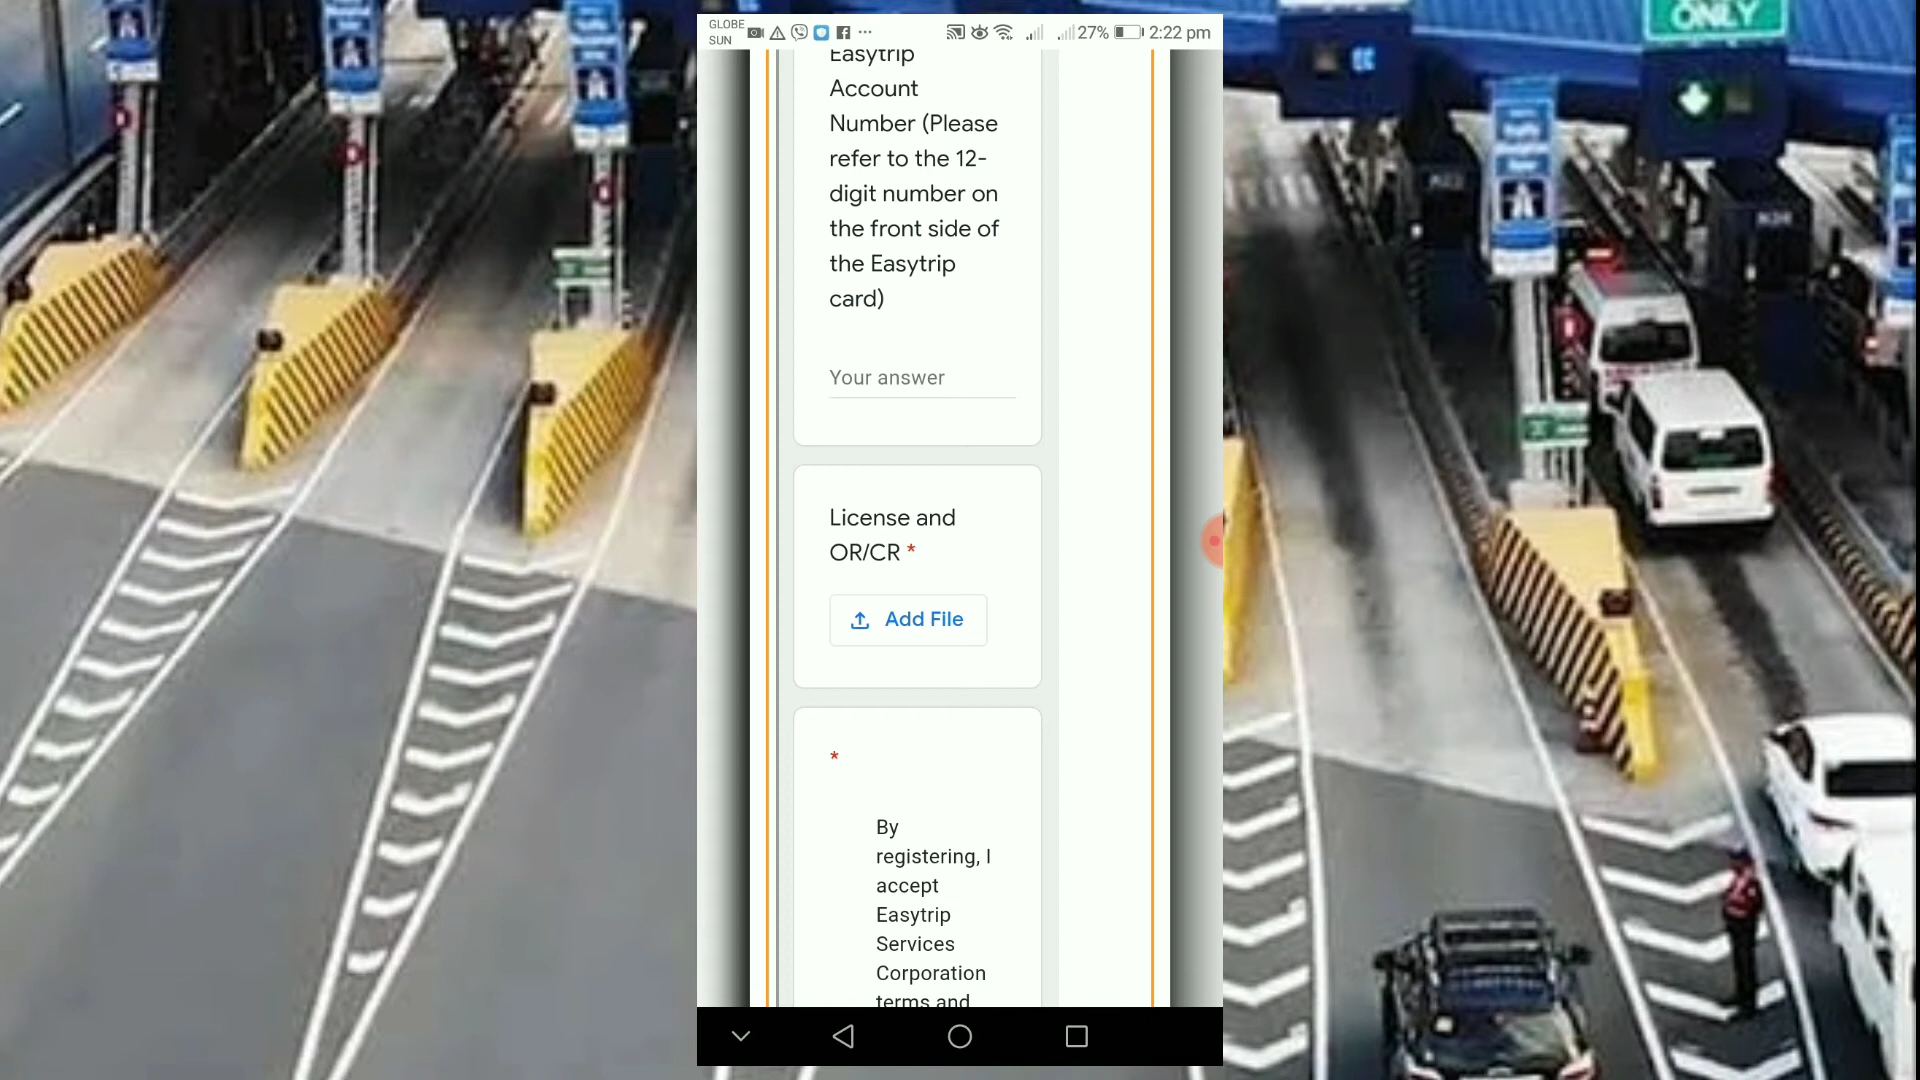 ONLY
GLOBE
SUN
27%
2:22 pm
Easytrip
Account
Number (Please
refer to the 12-
digit number on
the front side of
the Easytrip
card)
Your answer
License and
OR/CR *
Add File
*
By
registering, I
accept
Easytrip
Services
Corporation
terms and